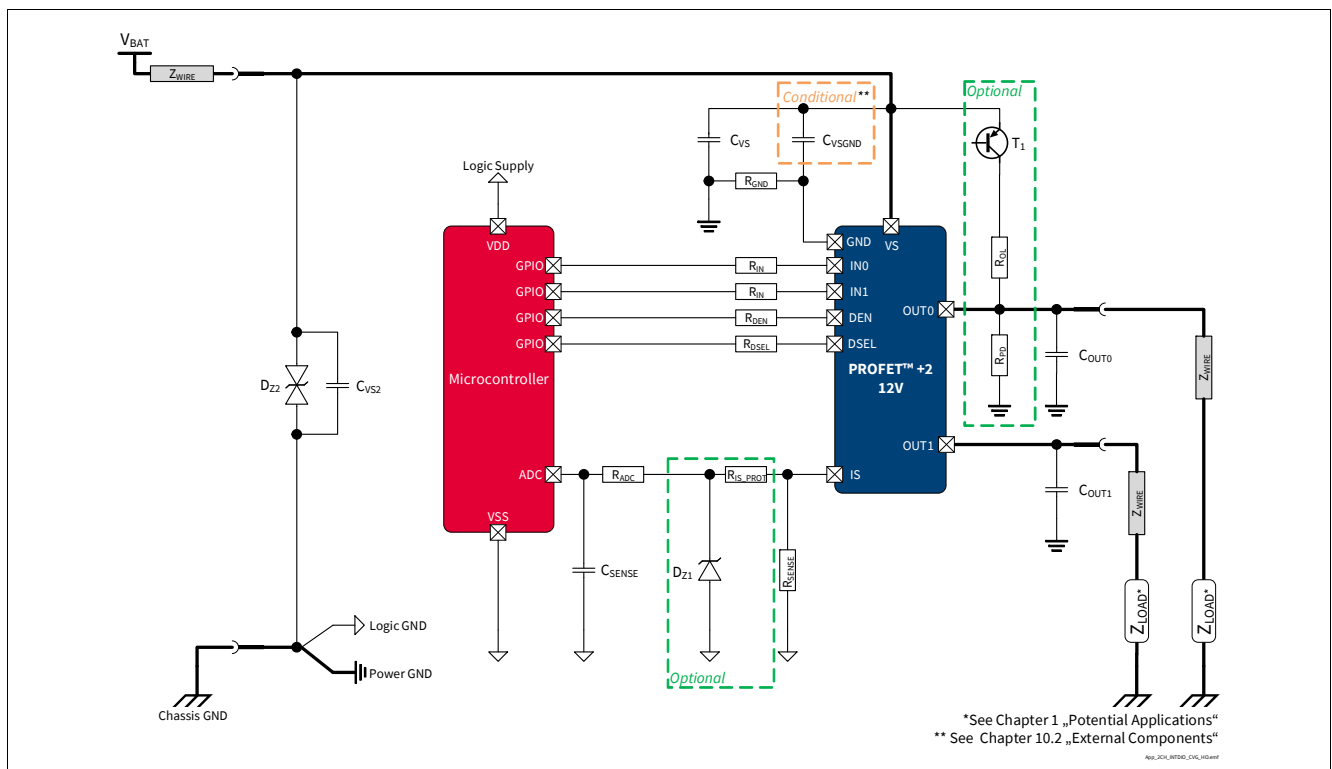 VBAT
ZWIRE
Conditional**
Optional
CVS
CVSGND
T1
Logic Supply
RGND
VDD
GND
VS
GPIO
RIN
IN0
ROL
GPIO
RIN
IN1
GPIO
RDEN
DEN
OUT0
GPIO
RDSEL
DSEL
RPD
COUT0
ZWIRE
DZ2
CVS2
Microcontroller
PROFET™ +2
12V
OUT1
ADC
RADC
RIS_PROT
IS
COUT1
ZWIRE
VSS
CSENSE
DZ1
RSENSE
ZLOAD*
ZLOAD*
Logic GND
Power GND
Optional
Chassis GND
*See Chapter 1 „Potential Applications“
** See Chapter 10.2 „External Components“
App_2CH_INTDIO_CVG_HO.emf